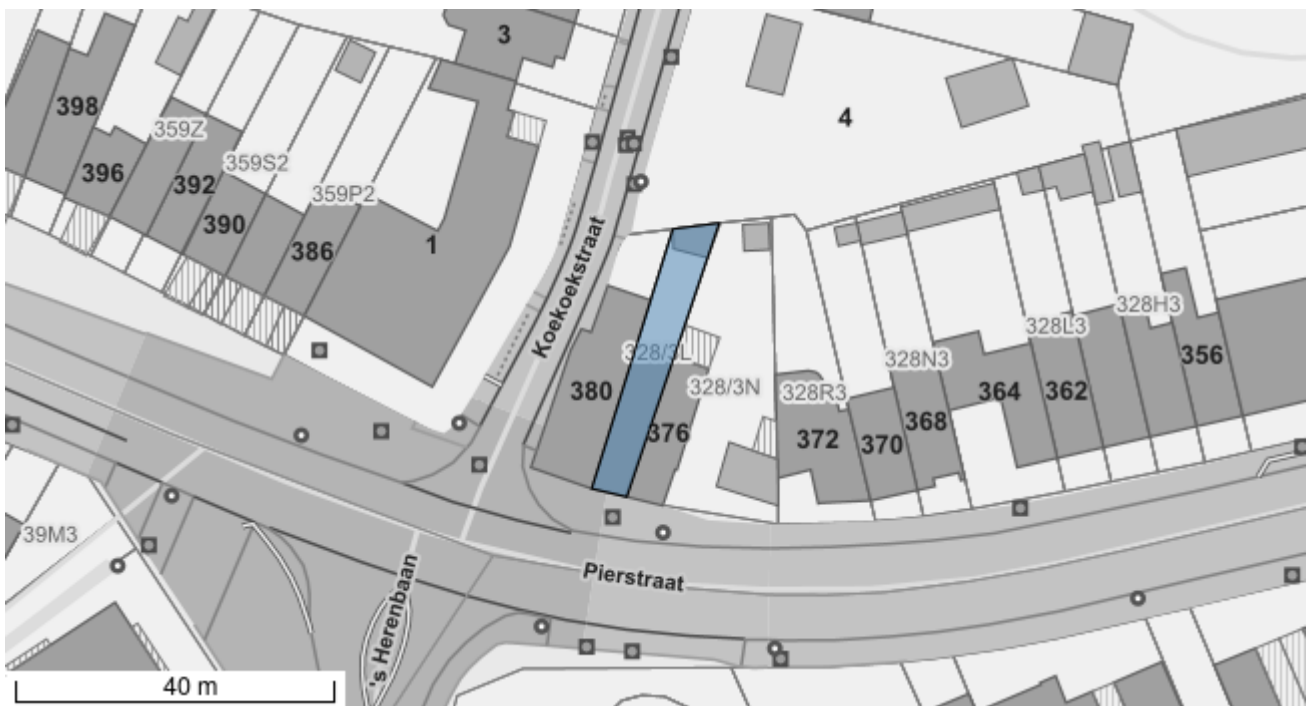 3
398
359Z
4
396
392
359S2
390
359P2
386
1
Koekoekstraat
328H3
328L3
328/3L
328N3
356
380
328/3N
328R3
364
362
376
372
370
368
39M3
Pierstraat
's Herenbaan
40 m